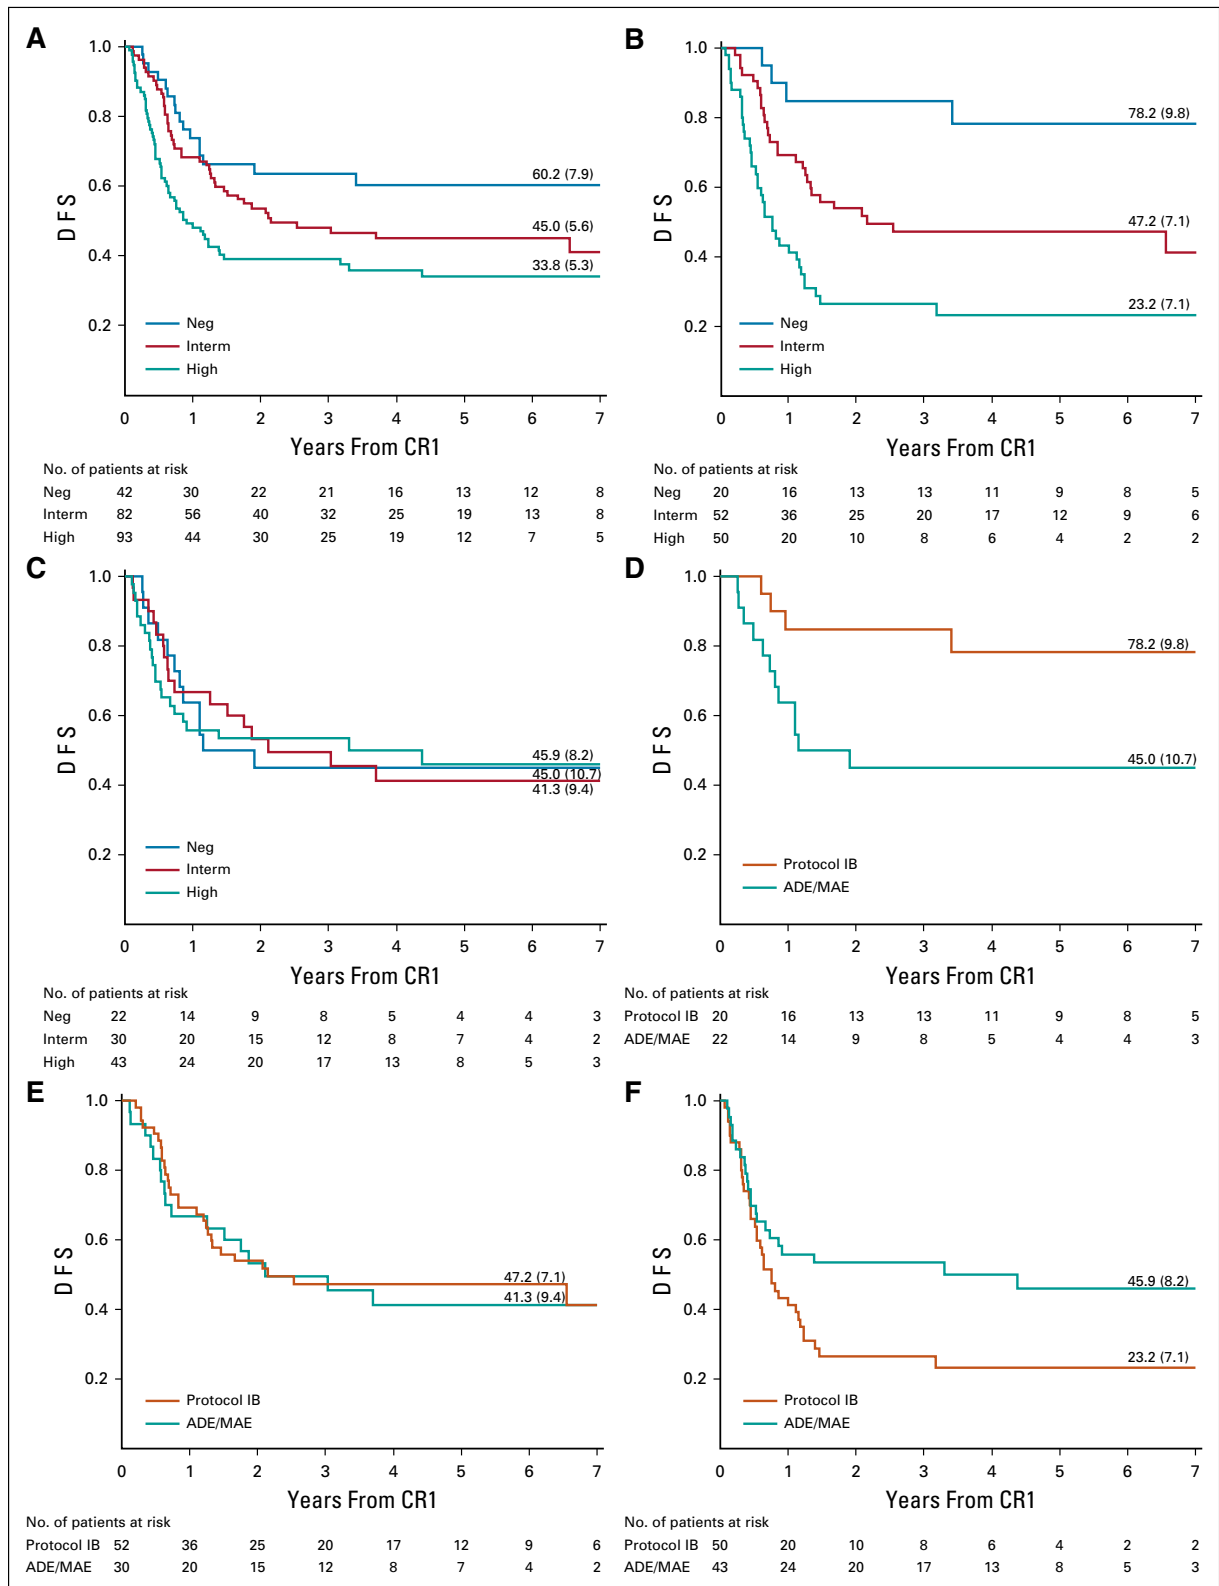 A
1.0
0.8
0.6
0.4
0.2
DFS
60.2 (7.9)
45.0 (5.6)
33.8 (5.3)
Neg
Interm
High
0 1 2 3 4 5 6 7
Years From CR1
No. of patients at risk
Neg 42 30 22 21 16 13 12 8
Interm 82 56 40 32 25 19 13 8
High 93 44 30 25 19 12 7 5
B
1.0
0.8
0.6
0.4
0.2
DFS
78.2 (9.8)
47.2 (7.1)
23.2 (7.1)
Neg
Interm
High
0 1 2 3 4 5 6 7
Years From CR1
No. of patients at risk
Neg 20 16 13 13 11 9 8 5
Interm 52 36 25 20 17 12 9 6
High 50 20 10 8 6 4 2 2
C
1.0
0.8
0.6
0.4
0.2
DFS
45.9 (8.2)
45.0 (10.7)
41.3 (9.4)
Neg
Interm
High
0 1 2 3 4 5 6 7
Years From CR1
No. of patients at risk
Neg 22 14 9 8 5 4 4 3
Interm 30 20 15 12 8 7 4 2
High 43 24 20 17 13 8 5 3
D
1.0
0.8
0.6
0.4
0.2
DFS
78.2 (9.8)
45.0 (10.7)
Protocol IB
ADE/MAE
0 1 2 3 4 5 6 7
Years From CR1
No. of patients at risk
Protocol IB 20 16 13 13 11 9 8 5
ADE/MAE 22 14 9 8 5 4 4 3
E
1.0
0.8
0.6
0.4
0.2
DFS
47.2 (7.1)
41.3 (9.4)
Protocol IB
ADE/MAE
0 1 2 3 4 5 6 7
Years From CR1
No. of patients at risk
Protocol IB 52 36 25 20 17 12 9 6
ADE/MAE 30 20 15 12 8 7 4 2
F
1.0
0.8
0.6
0.4
0.2
DFS
45.9 (8.2)
23.2 (7.1)
Protocol IB
ADE/MAE
0 1 2 3 4 5 6 7
Years From CR1
No. of patients at risk
Protocol IB 50 20 10 8 6 4 2 2
ADE/MAE 43 24 20 17 13 8 5 3